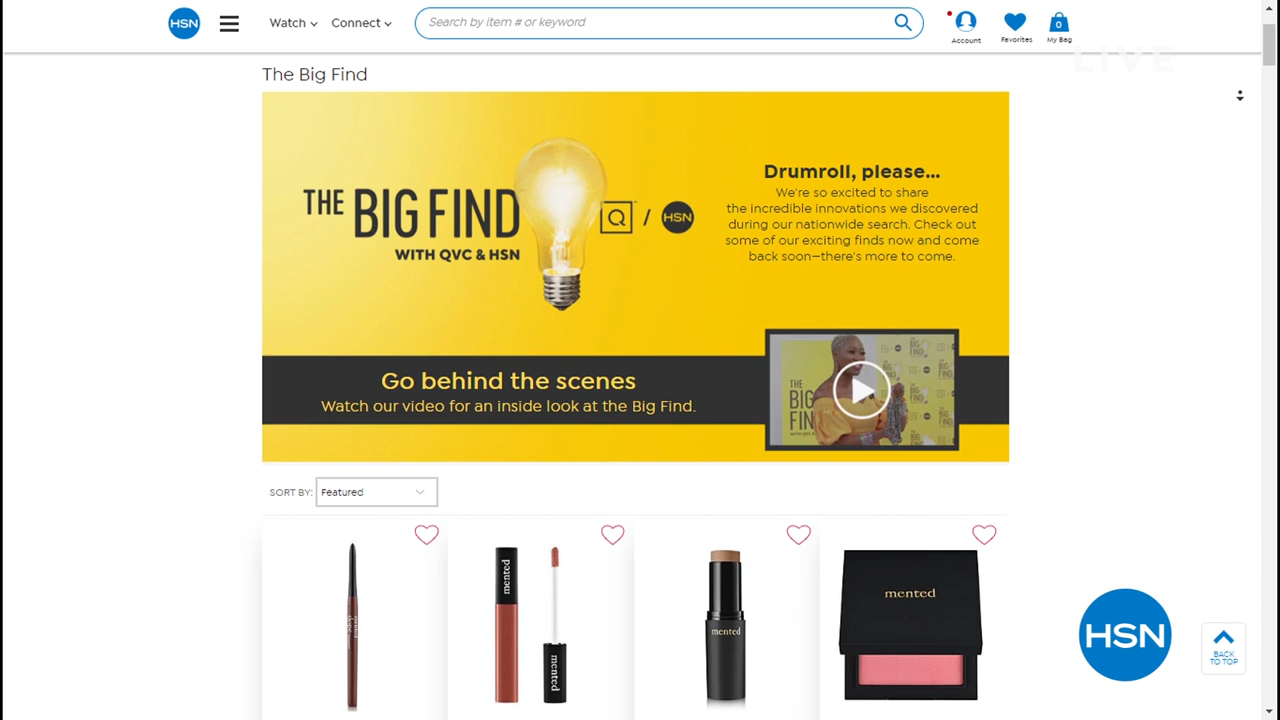 HSN
Watch
Connect
Search by item # or keyword
Account
Favorites
0
My Bag
LIVE
The Big Find
THE BIG FIND
WITH QVC & HSN
Q / HSN
Drumroll, please...
We're so excited to share
the incredible innovations we discovered
during our nationwide search. Check out
some of our exciting finds now and come
back soon—there's more to come.
Go behind the scenes
Watch our video for an inside look at the Big Find.
THE
BIG
FIN
SORT BY: Featured
mented
mented
mented
mented
HSN
BACK
TO TOP